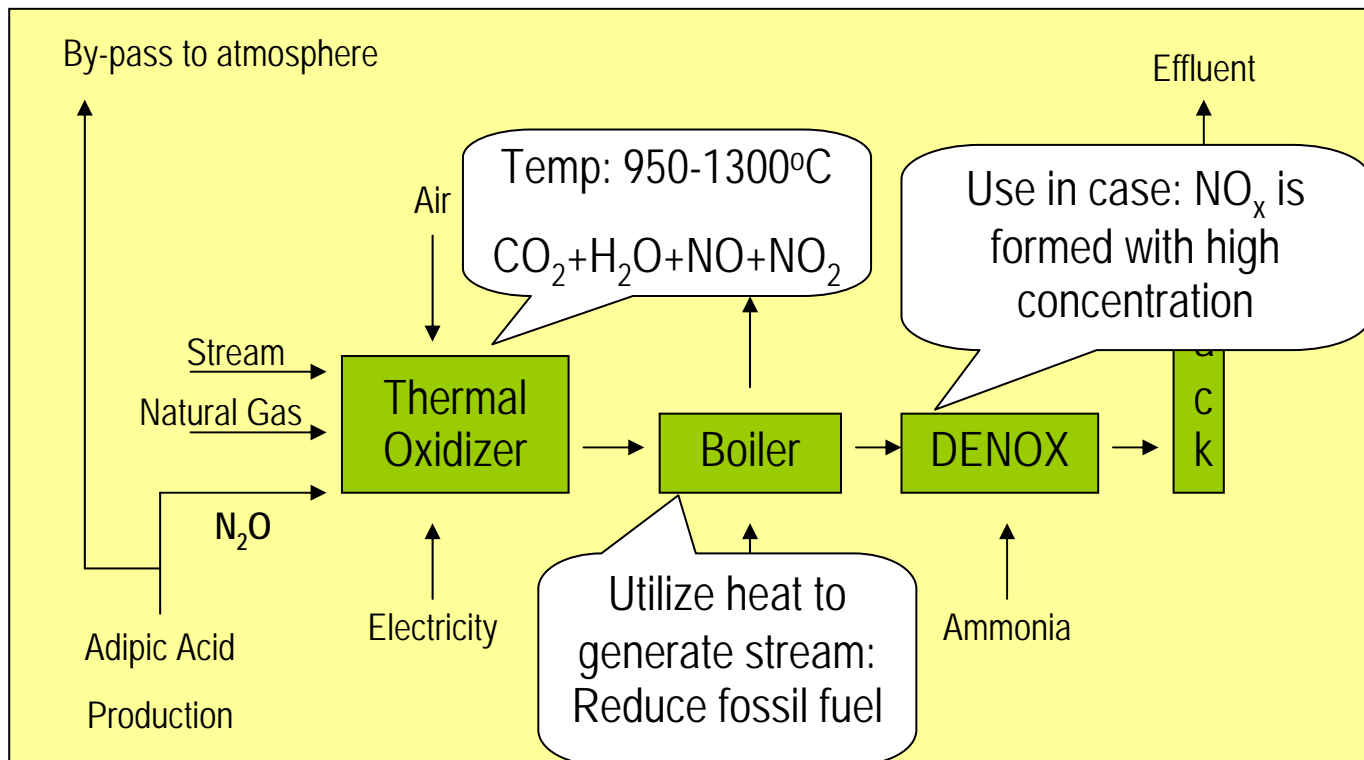 By-pass to atmosphere
Effluent
Temp: 950-1300⁰C
CO₂+H₂O+NO+NO₂
Use in case: NOₓ is
formed with high
concentration
Air
Stream
Natural Gas
N₂O
Thermal
Oxidizer
Boiler
DENOX
c
k
Electricity
Utilize heat to
generate stream:
Reduce fossil fuel
Ammonia
Adipic Acid
Production